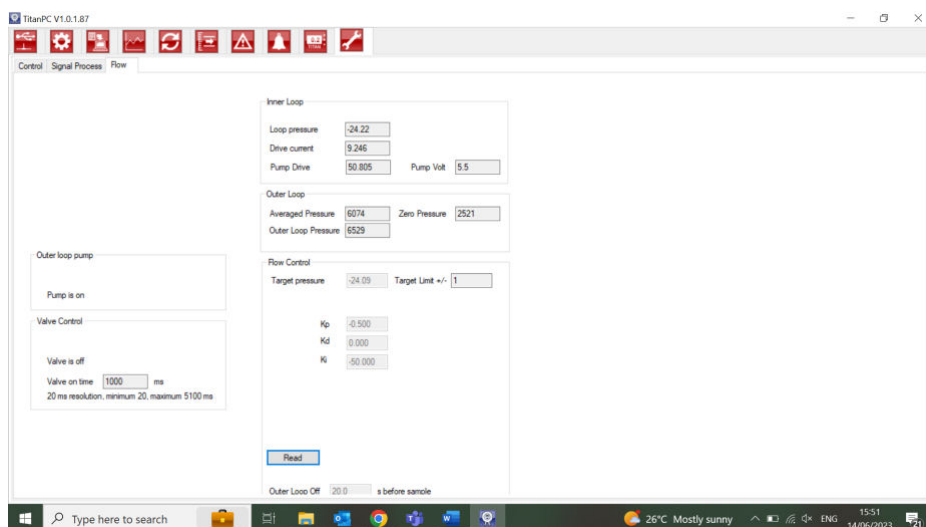 TitanPC V1.0.1.87
0.2
TITAN
Control Signal Process Flow
Inner Loop
Loop pressure -24.22
Drive current 9.246
Pump Drive 50.805 Pump Volt 5.5
Outer Loop
Averaged Pressure 6074 Zero Pressure 2521
Outer Loop Pressure 6529
Outer loop pump
Pump is on
Valve Control
Valve is off
Valve on time 1000 ms
20 ms resolution, minimum 20, maximum 5100 ms
Flow Control
Target pressure -24.09 Target Limit +/- 1
Kp -0.500
Kd 0.000
Ki -50.000
Read
Outer Loop Off 20.0 s before sample
Type here to search
26°C Mostly sunny
ENG
15:51
14/06/2023
21